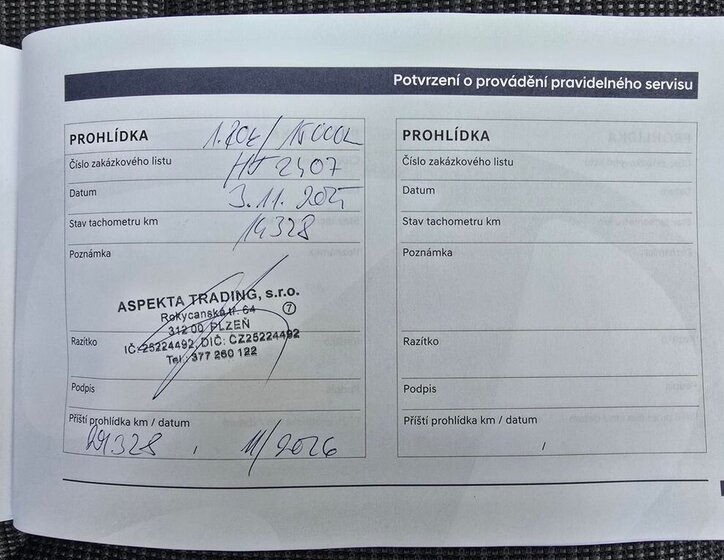 Potvrzení o provádění pravidelného servisu
PROHLÍDKA 1. ROK/ 15000
Číslo zakázkového listu 2407
Datum 3.11.2025
Stav tachometru km 14328
Poznámka
ASPEKTA TRADING, s.r.o.
Rokycanská tř. 64
312 00 PLZEŇ 7
Razítko
IČ: 25224492, DIČ: CZ25224492
Tel.: 377 260 122
Podpis
Příští prohlídka km / datum
29328 , 11/2026
PROHLÍDKA
Číslo zakázkového listu
Datum
Stav tachometru km
Poznámka
Razítko
Podpis
Příští prohlídka km / datum
/